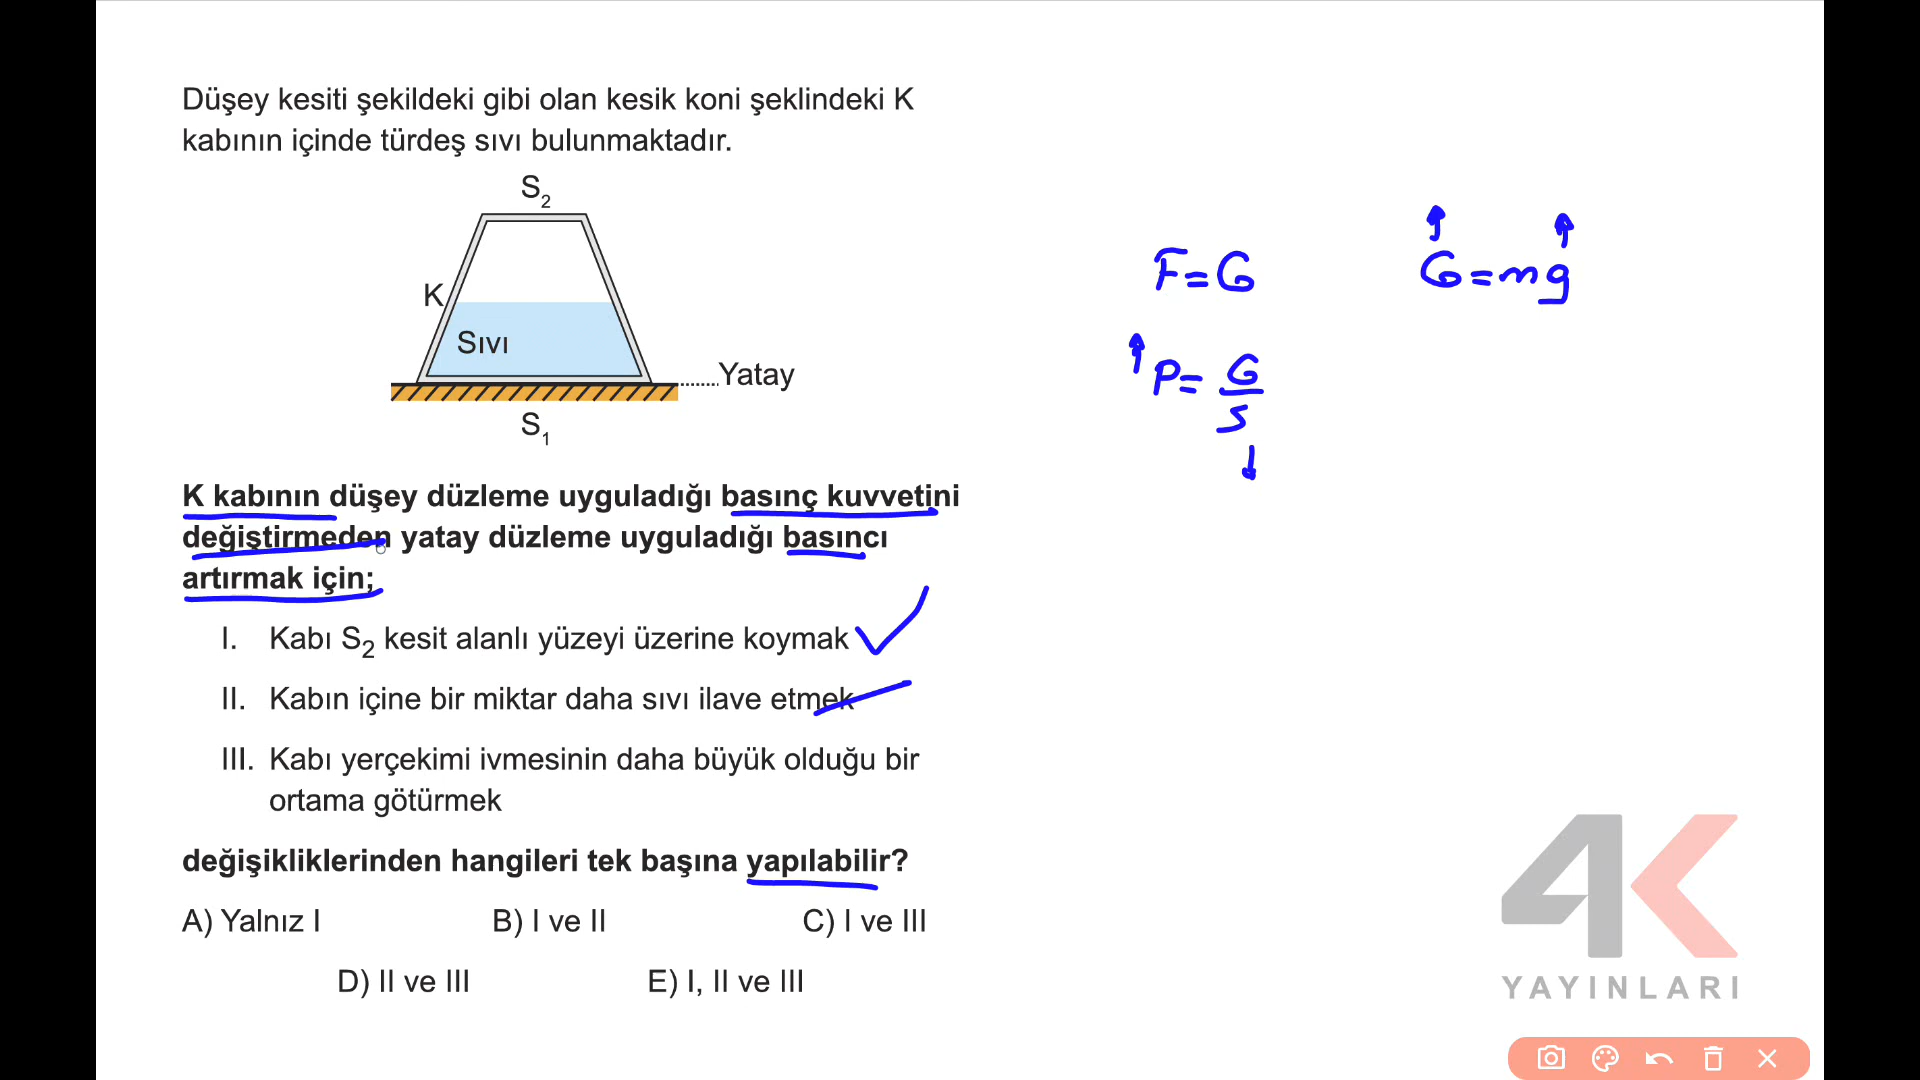 Düşey kesiti şekildeki gibi olan kesik koni şeklindeki K
kabının içinde türdeş sıvı bulunmaktadır.
S2
K
Sıvı
Yatay
S1
F=G
G=mg
P=G/S
K kabının düşey düzleme uyguladığı basınç kuvvetini
değiştirmeden yatay düzleme uyguladığı basıncı
artırmak için;
I. Kabı S2 kesit alanlı yüzeyi üzerine koymak
II. Kabın içine bir miktar daha sıvı ilave etmek
III. Kabı yerçekimi ivmesinin daha büyük olduğu bir
ortama götürmek
değişikliklerinden hangileri tek başına yapılabilir?
A) Yalnız I B) I ve II C) I ve III
D) II ve III E) I, II ve III
4K
YAYINLARI